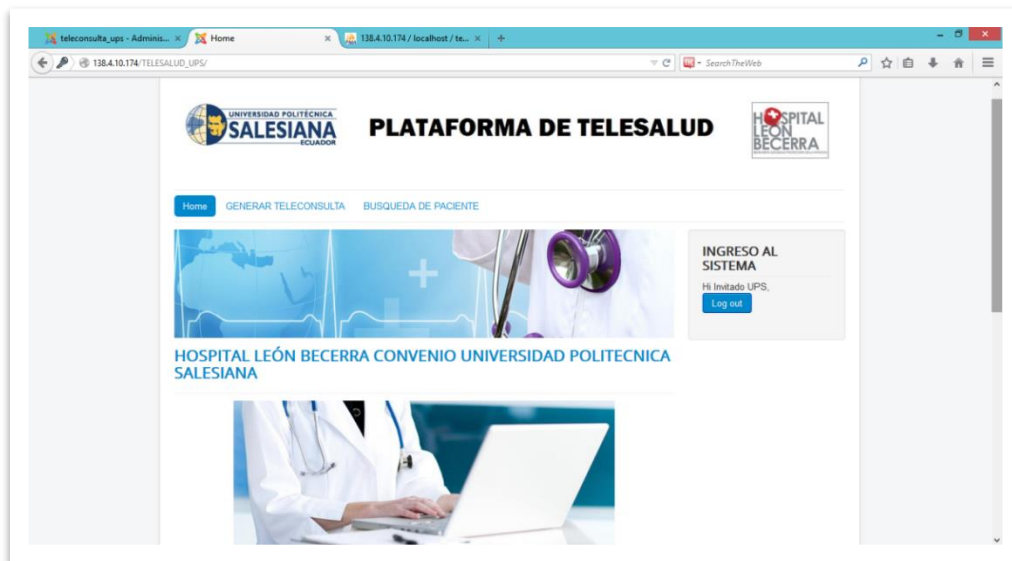 teleconsulta_ups - Adminis...
Home
138.4.10.174 / localhost / te...
138.4.10.174/TELESALUD_UPS/
SearchTheWeb
UNIVERSIDAD POLITÉCNICA
SALESIANA
ECUADOR
PLATAFORMA DE TELESALUD
HOSPITAL
LEÓN
BECERRA
Home
GENERAR TELECONSULTA
BUSQUEDA DE PACIENTE
INGRESO AL
SISTEMA
Hi Invitado UPS,
Log out
HOSPITAL LEÓN BECERRA CONVENIO UNIVERSIDAD POLITECNICA
SALESIANA